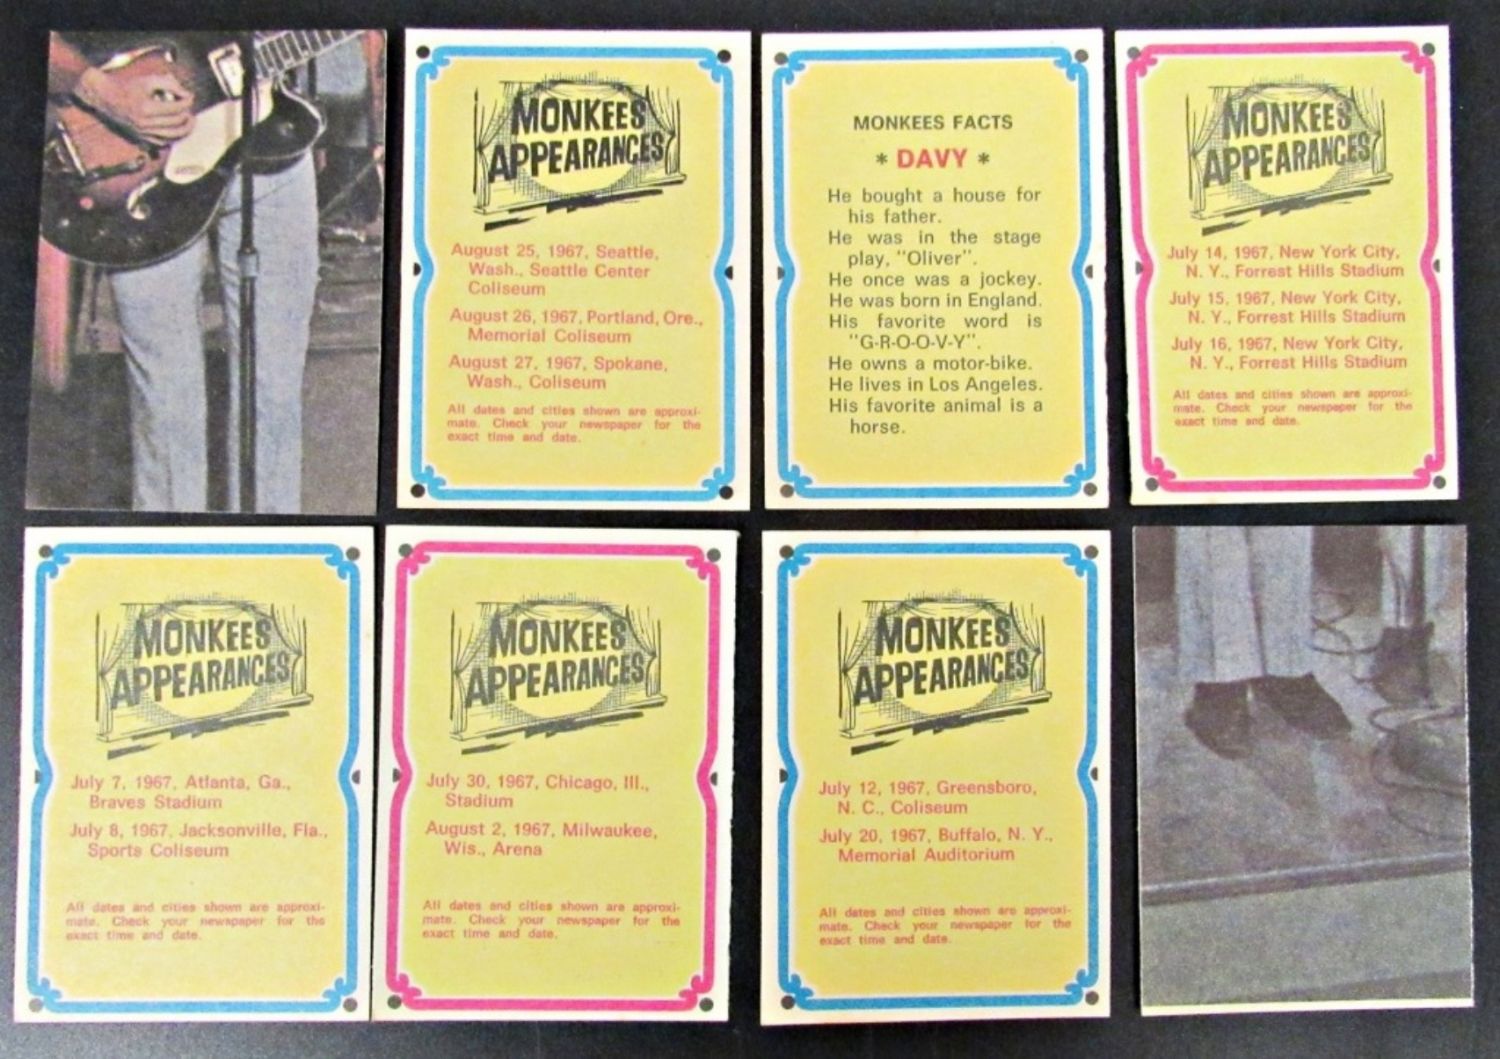 MONKEES
APPEARANCES
August 25, 1967, Seattle,
Wash., Seattle Center
Coliseum
August 26, 1967, Portland, Ore.,
Memorial Coliseum
August 27, 1967, Spokane,
Wash., Coliseum
All dates and cities shown are approxi-
mate. Check your newspaper for the
exact time and date.
MONKEES FACTS
* DAVY *
He bought a house for
his father.
He was in the stage
play, "Oliver".
He once was a jockey.
He was born in England.
His favorite word is
"G-R-O-O-V-Y".
He owns a motor-bike.
He lives in Los Angeles.
His favorite animal is a
horse.
MONKEES
APPEARANCES
July 14, 1967, New York City,
N. Y., Forrest Hills Stadium
July 15, 1967, New York City,
N. Y., Forrest Hills Stadium
July 16, 1967, New York City,
N. Y., Forrest Hills Stadium
All dates and cities shown are approxi-
mate. Check your newspaper for the
exact time and date.
MONKEES
APPEARANCES
July 7, 1967, Atlanta, Ga.,
Braves Stadium
July 8, 1967, Jacksonville, Fla.,
Sports Coliseum
All dates and cities shown are approxi-
mate. Check your newspaper for the
exact time and date.
MONKEES
APPEARANCES
July 30, 1967, Chicago, Ill.,
Stadium
August 2, 1967, Milwaukee,
Wis., Arena
All dates and cities shown are approxi-
mate. Check your newspaper for the
exact time and date.
MONKEES
APPEARANCES
July 12, 1967, Greensboro,
N. C., Coliseum
July 20, 1967, Buffalo, N. Y.,
Memorial Auditorium
All dates and cities shown are approxi-
mate. Check your newspaper for the
exact time and date.